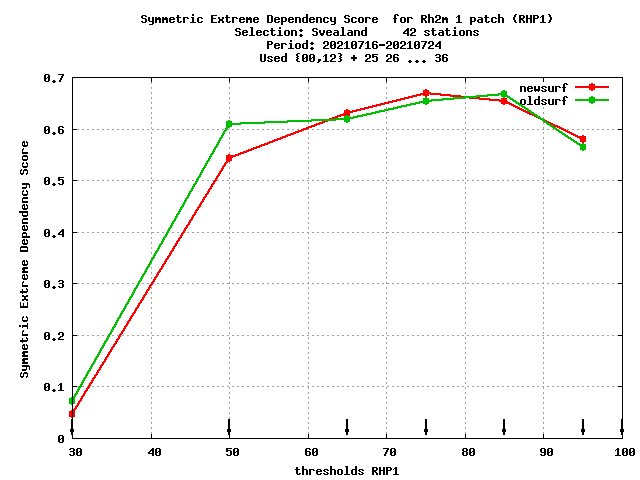 Symmetric Extreme Dependency Score  for Rh2m 1 patch (RHP1)
Selection: Svealand     42 stations
Period: 20210716-20210724
Used {00,12} + 25 26 ... 36
newsurf
oldsurf
Symmetric Extreme Dependency Score
0.7
0.6
0.5
0.4
0.3
0.2
0.1
0
30 40 50 60 70 80 90 100
thresholds RHP1